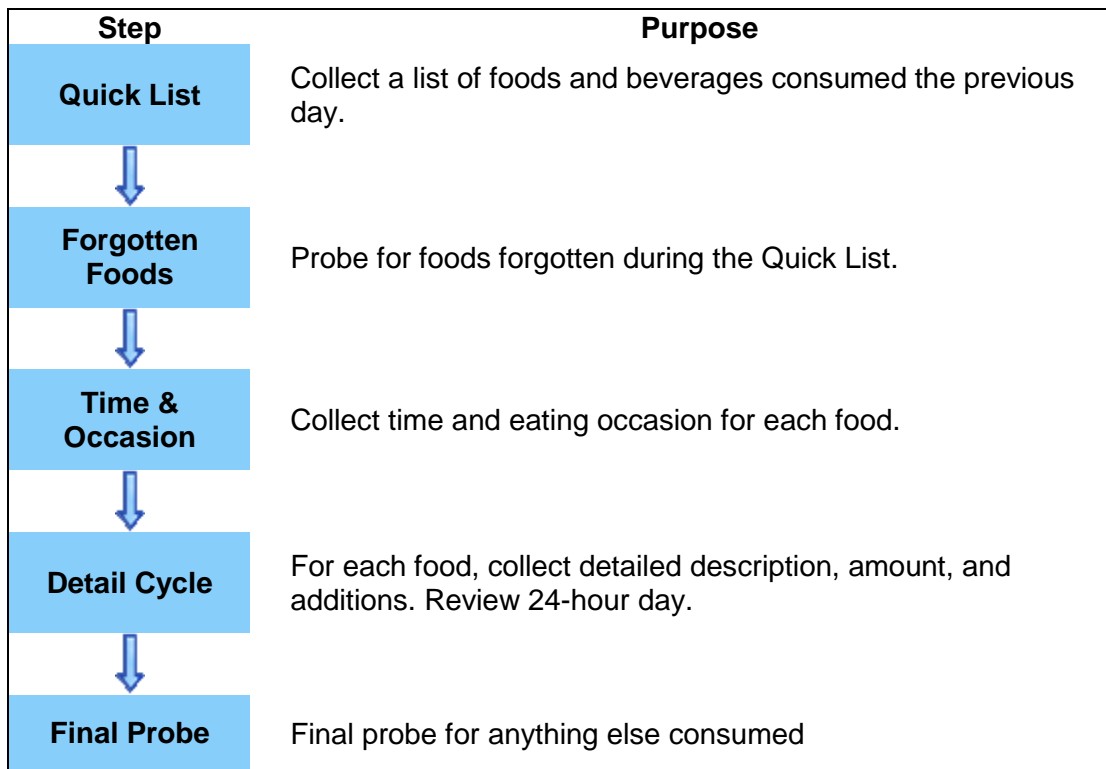 Step
Purpose
Quick List
Collect a list of foods and beverages consumed the previous
day.
Forgotten
Foods
Probe for foods forgotten during the Quick List.
Time &
Occasion
Collect time and eating occasion for each food.
Detail Cycle
For each food, collect detailed description, amount, and
additions. Review 24-hour day.
Final Probe
Final probe for anything else consumed